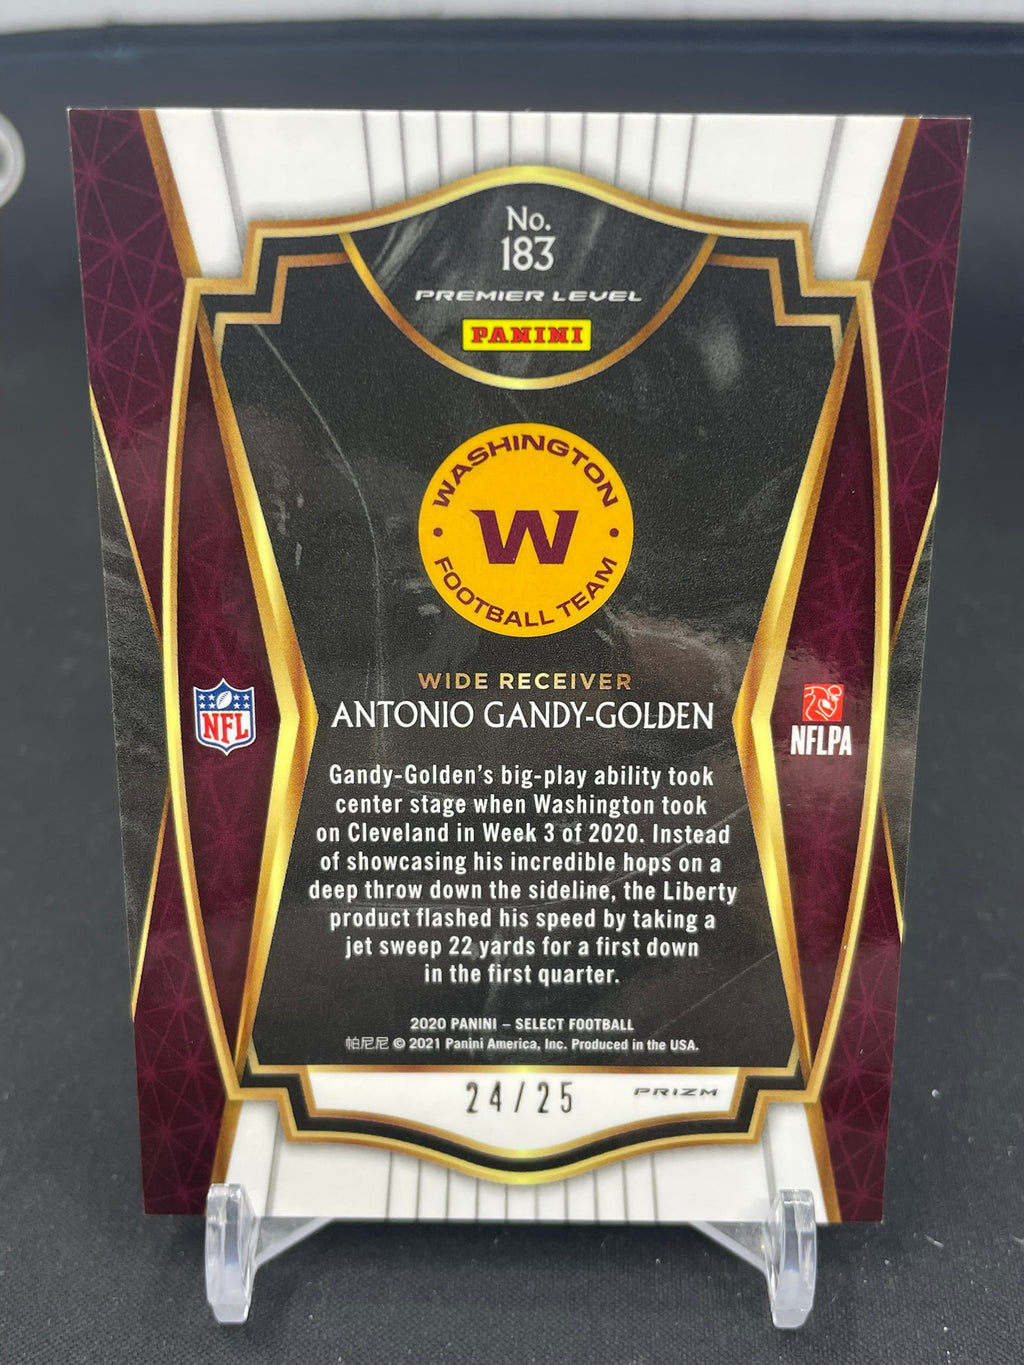 No.
183
PREMIER LEVEL
PANINI
WASHINGTON
W
FOOTBALL TEAM
WIDE RECEIVER
ANTONIO GANDY-GOLDEN
NFL
NFLPA
Gandy-Golden's big-play ability took
center stage when Washington took
on Cleveland in Week 3 of 2020. Instead
of showcasing his incredible hops on a
deep throw down the sideline, the Liberty
product flashed his speed by taking a
jet sweep 22 yards for a first down
in the first quarter.
2020 PANINI – SELECT FOOTBALL
帕尼尼 © 2021 Panini America, Inc. Produced in the USA.
24/25
PRIZM